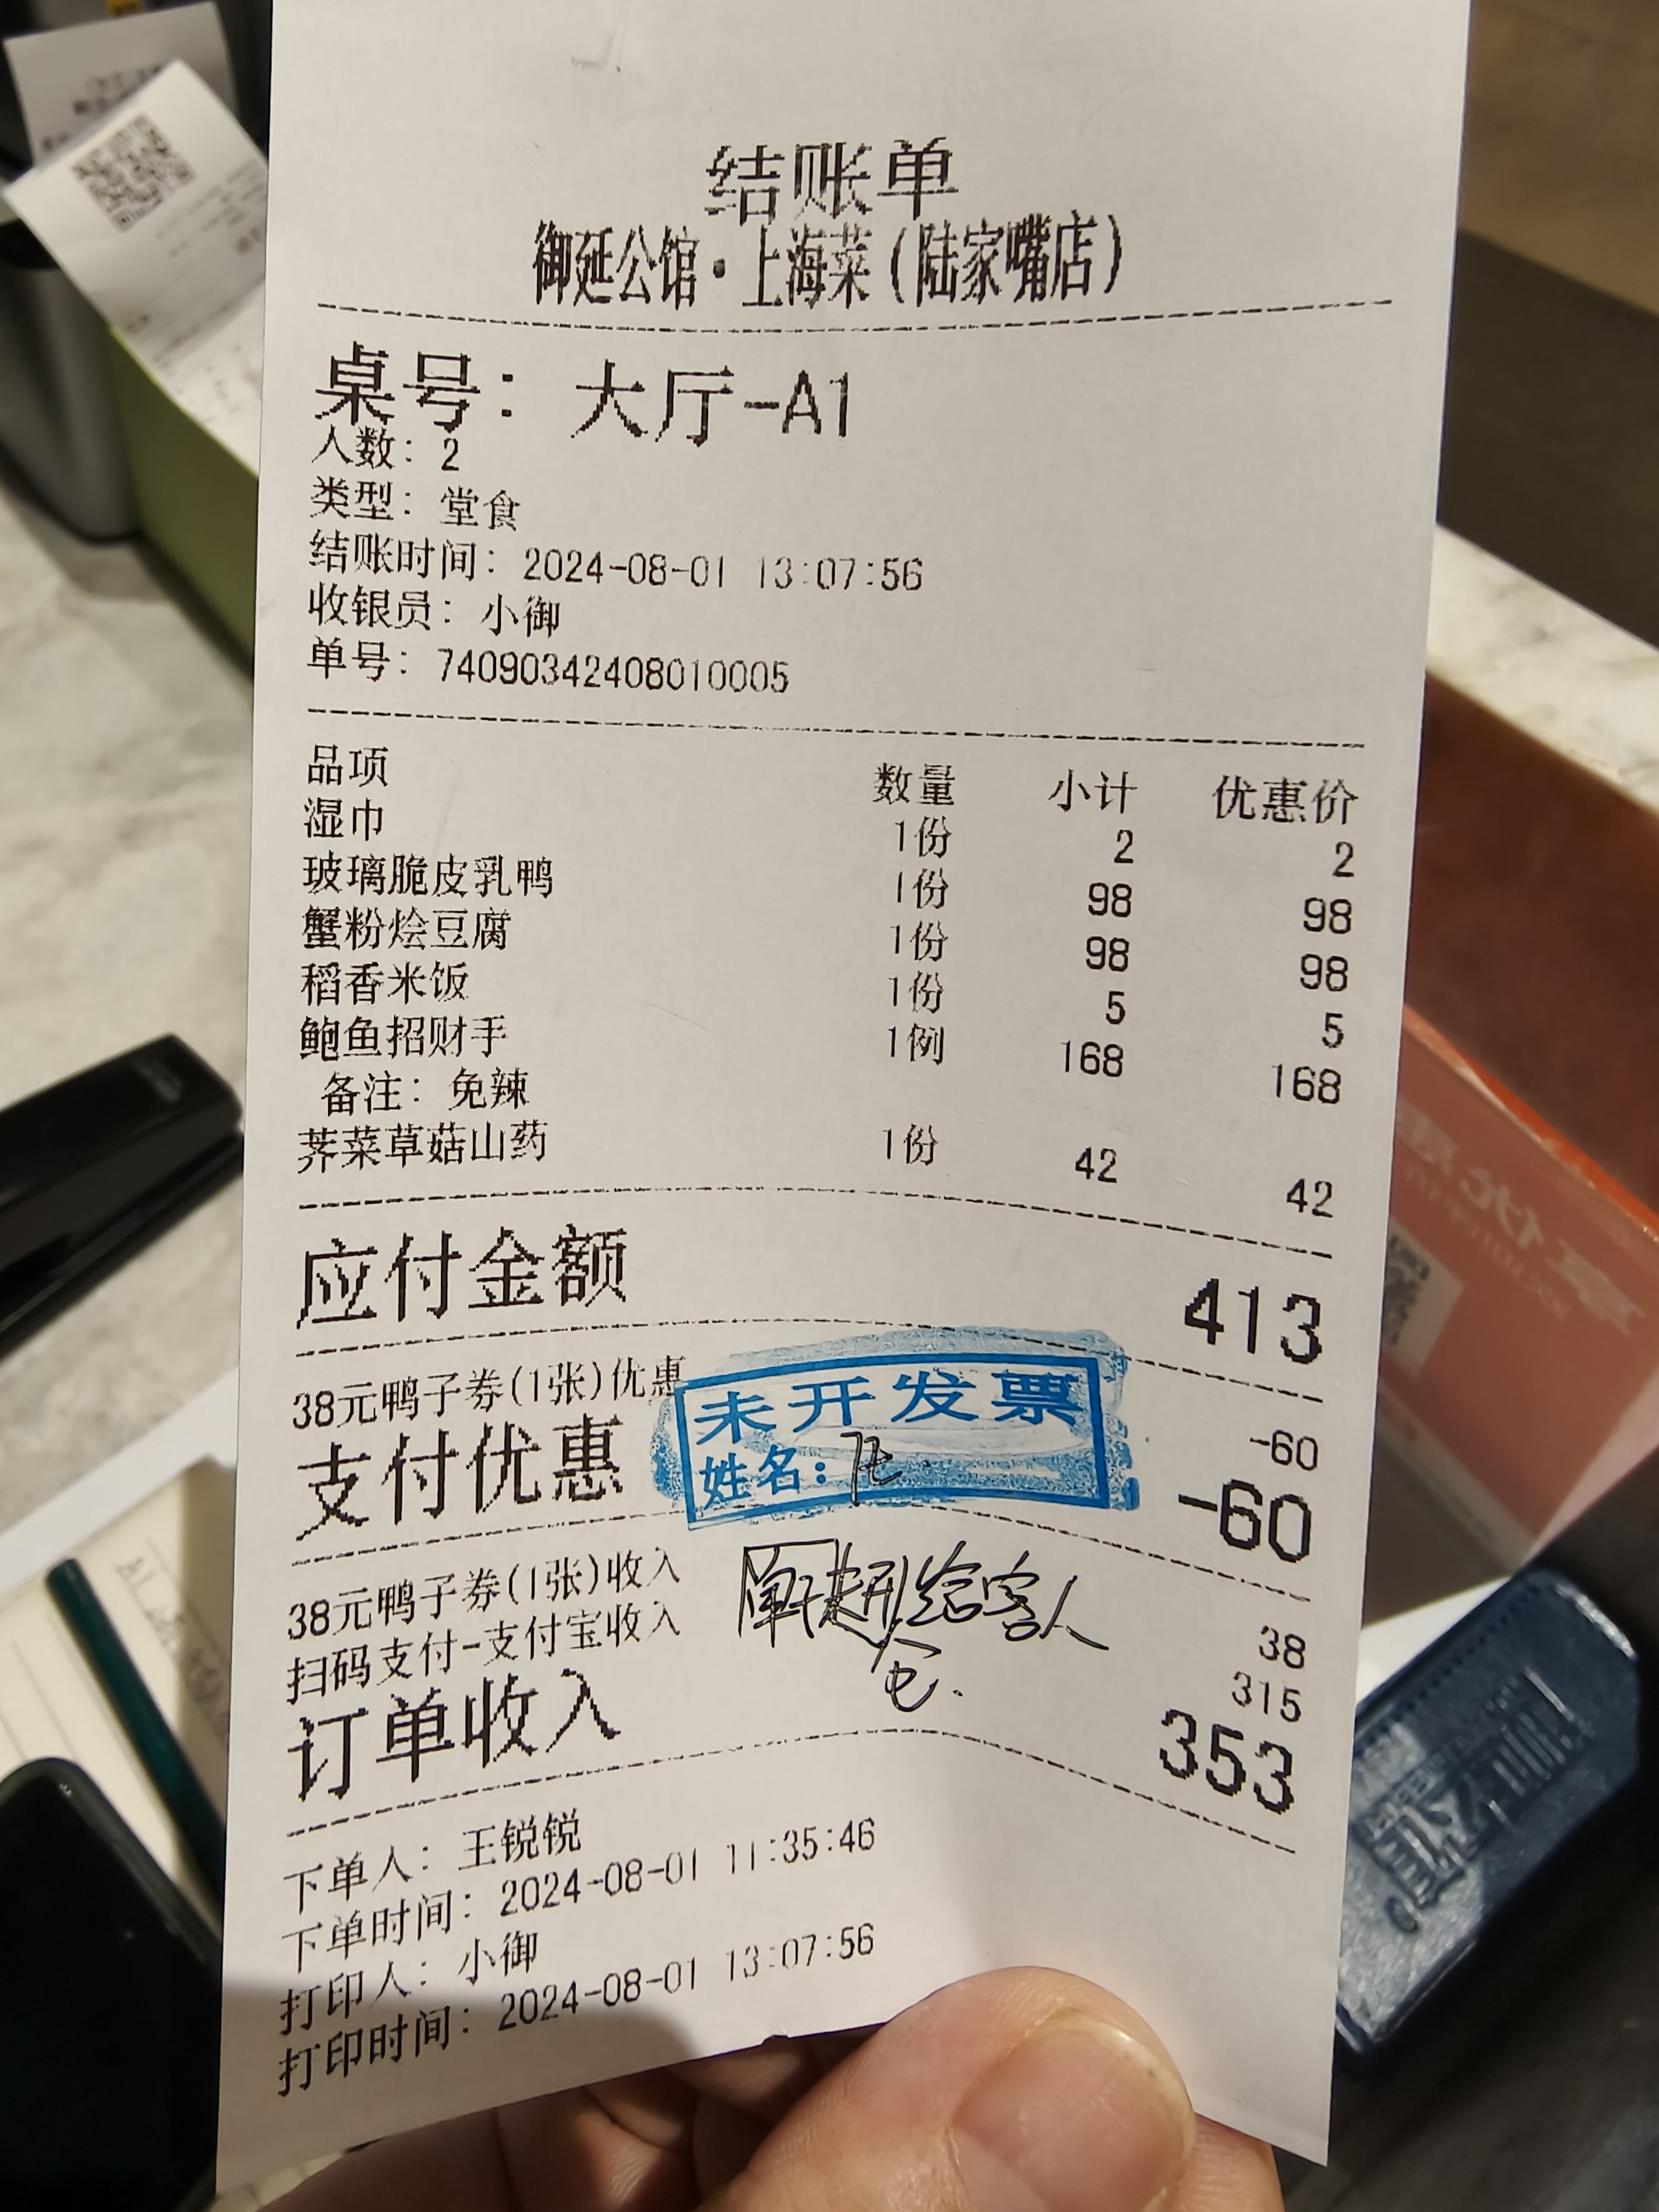 结账单
御延公馆·上海菜(陆家嘴店)
桌号: 大厅-A1
人数: 2
类型: 堂食
结账时间: 2024-08-01 13:07:56
收银员: 小御
单号: 74090342408010005
品项 数量 小计 优惠价
湿巾 1份 2 2
玻璃脆皮乳鸭 1份 98 98
蟹粉烩豆腐 1份 98 98
稻香米饭 1份 5 5
鲍鱼招财手 1例 168 168
备注: 免辣
荠菜草菇山药 1份 42 42
应付金额 413
38元鸭子券(1张)优惠 -60
未开发票
姓名:
支付优惠 -60
38元鸭子券(1张)收入 38
给客人
扫码支付-支付宝收入 315
订单收入 353
下单人: 王锐锐
下单时间: 2024-08-01 11:35:46
打印人: 小御
打印时间: 2024-08-01 13:07:56